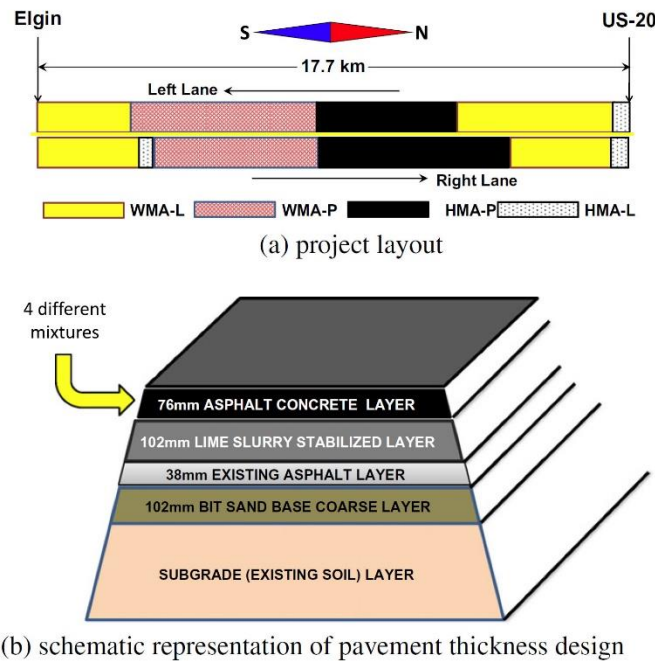 Elgin
US-20
S
N
17.7 km
Left Lane
Right Lane
WMA-L
WMA-P
HMA-P
HMA-L
(a) project layout
4 different
mixtures
76mm ASPHALT CONCRETE LAYER
102mm LIME SLURRY STABILIZED LAYER
38mm EXISTING ASPHALT LAYER
102mm BIT SAND BASE COARSE LAYER
SUBGRADE (EXISTING SOIL) LAYER
(b) schematic representation of pavement thickness design